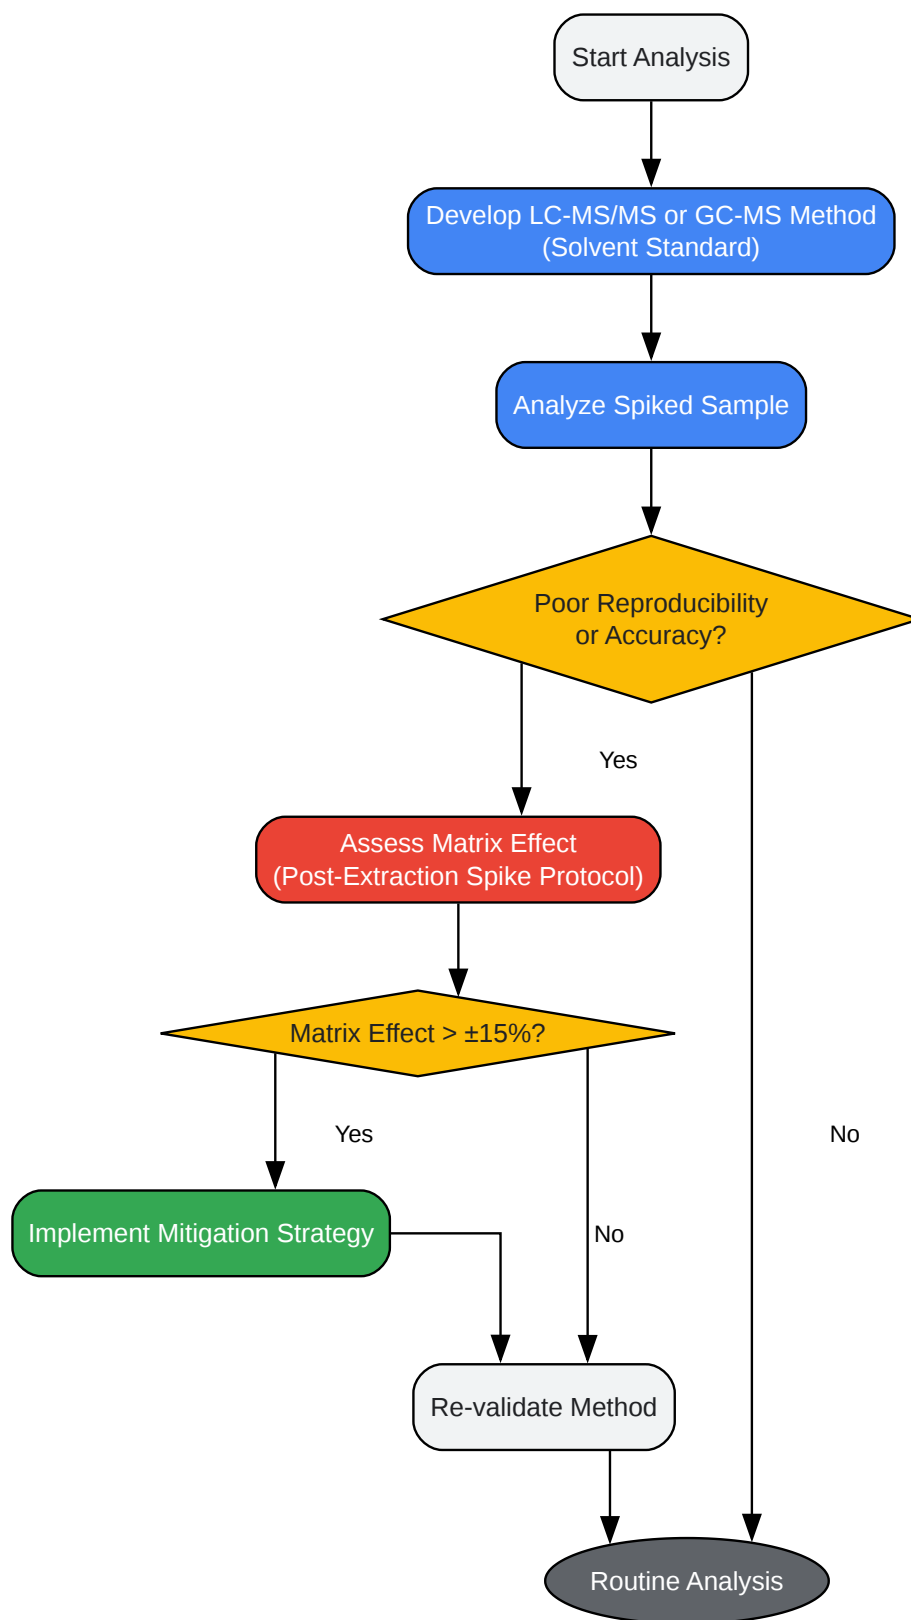 Start Analysis
Develop LC-MS/MS or GC-MS Method
(Solvent Standard)
Analyze Spiked Sample
Poor Reproducibility
or Accuracy?
Yes
Assess Matrix Effect
(Post-Extraction Spike Protocol)
Matrix Effect > ±15%?
Yes
No
Implement Mitigation Strategy
No
Re-validate Method
Routine Analysis